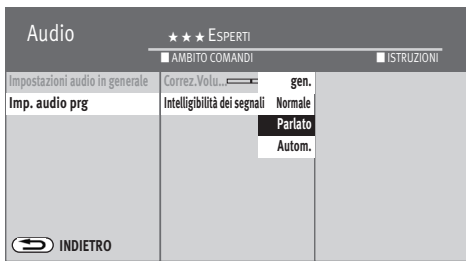 Audio
★ ★ ★ ESPERTI
AMBITO COMANDI
ISTRUZIONI
Impostazioni audio in generale
Correz.Volu...
gen.
Imp. audio prg
Intelligibilità dei segnali
Normale
Parlato
Autom.
INDIETRO